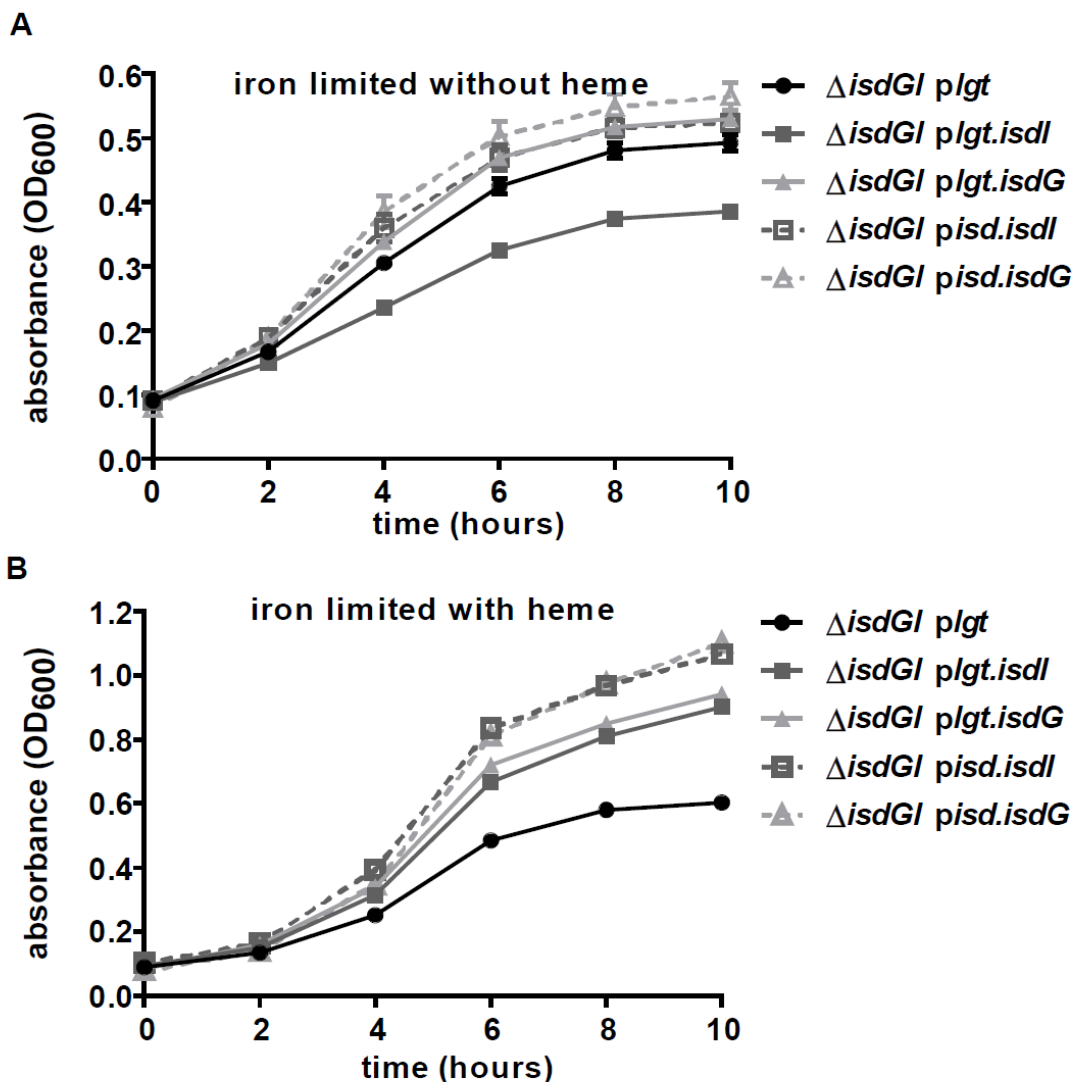 A
iron limited without heme
absorbance (OD600)
0.6
0.5
0.4
0.3
0.2
0.1
0.0
0 2 4 6 8 10
time (hours)
ΔisdGI plgt
ΔisdGI plgt.isdI
ΔisdGI plgt.isdG
ΔisdGI pisd.isdI
ΔisdGI pisd.isdG
B
iron limited with heme
absorbance (OD600)
1.2
1.0
0.8
0.6
0.4
0.2
0.0
0 2 4 6 8 10
time (hours)
ΔisdGI plgt
ΔisdGI plgt.isdI
ΔisdGI plgt.isdG
ΔisdGI pisd.isdI
ΔisdGI pisd.isdG